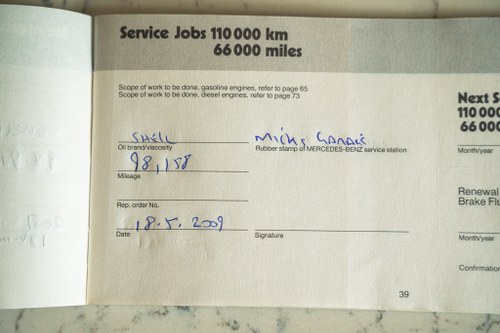 Service Jobs 110 000 km
66 000 miles
Scope of work to be done, gasoline engines, refer to page 65
Scope of work to be done, diesel engines, refer to page 73
SHELL
Oil brand/viscosity
Micks GARAGE
Rubber stamp of MERCEDES-BENZ service station
98,158
Mileage
Rep. order No.
18.5.2009
Date
Signature
39
Next S
110 000
66 000
Month/year
Renewal
Brake Flu
Month/year
Confirmation